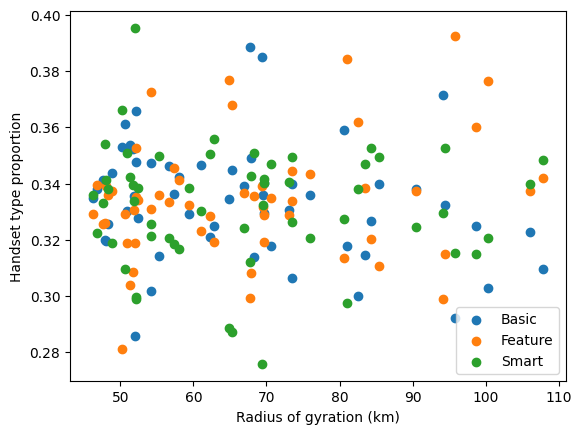 0.40
0.38
0.36
0.34
0.32
0.30
0.28
Handset type proportion
Basic
Feature
Smart
50 60 70 80 90 100 110
Radius of gyration (km)